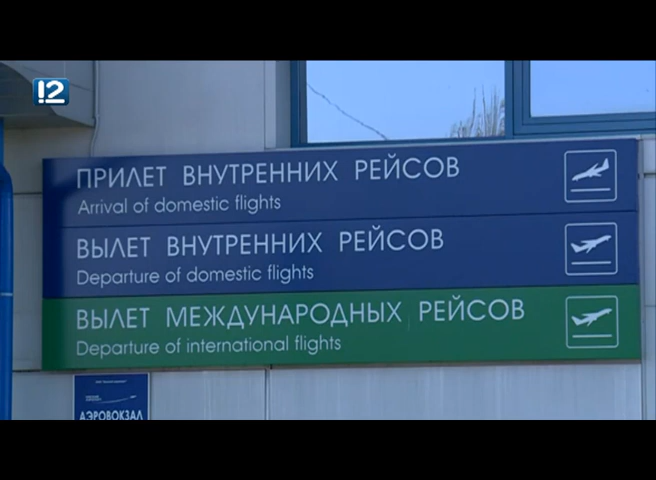 12
ПРИЛЕТ ВНУТРЕННИХ РЕЙСОВ
Arrival of domestic flights
ВЫЛЕТ ВНУТРЕННИХ РЕЙСОВ
Departure of domestic flights
ВЫЛЕТ МЕЖДУНАРОДНЫХ РЕЙСОВ
Departure of international flights
АЭРОВОКЗАЛ